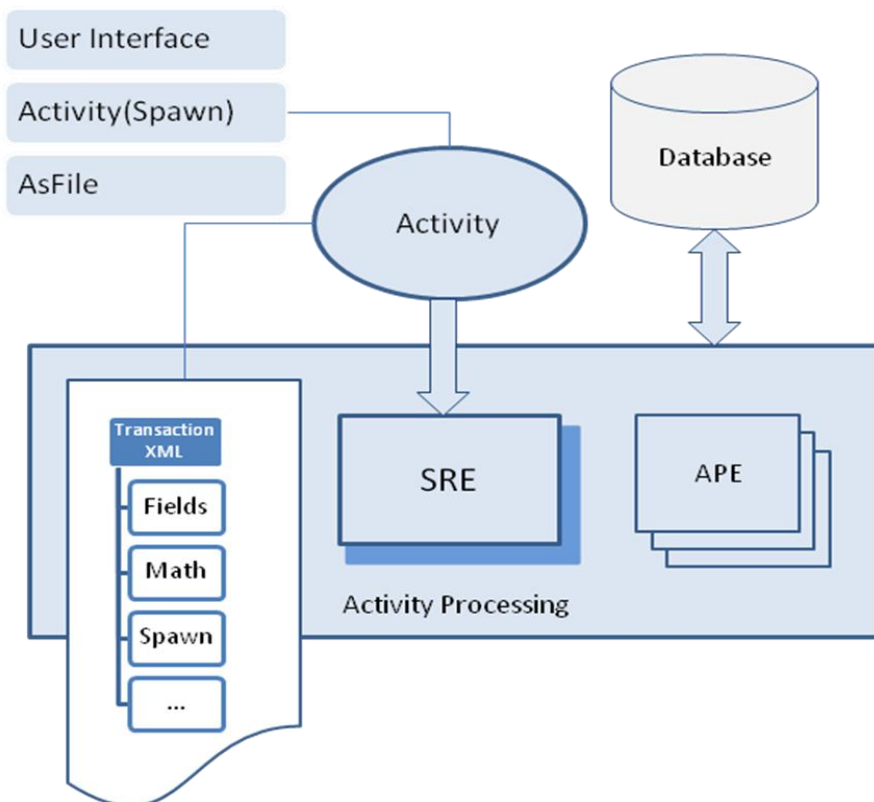 User Interface
Activity(Spawn)
AsFile
Activity
Database
Transaction
XML
Fields
Math
Spawn
...
SRE
APE
Activity Processing